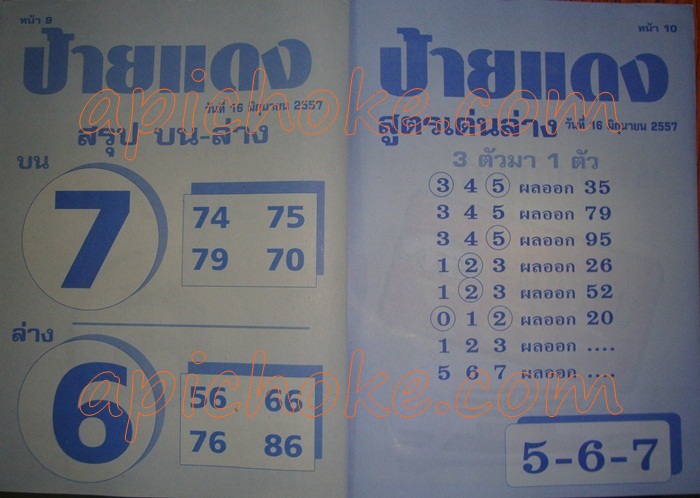 หน้า 9
ป้ายแดง
วันที่ 16 มิถุนายน 2557
สรุป บน-ล่าง
บน
7
74 75
79 70
ล่าง
6
56 66
76 86
หน้า 10
ป้ายแดง
สูตรเด่นล่าง วันที่ 16 มิถุนายน 2557
3 ตัวมา 1 ตัว
3 4 5 ผลออก 35
3 4 5 ผลออก 79
3 4 5 ผลออก 95
1 2 3 ผลออก 26
1 2 3 ผลออก 52
0 1 2 ผลออก 20
1 2 3 ผลออก ....
5 6 7 ผลออก ....
5-6-7
apichoke.com
apichoke.com